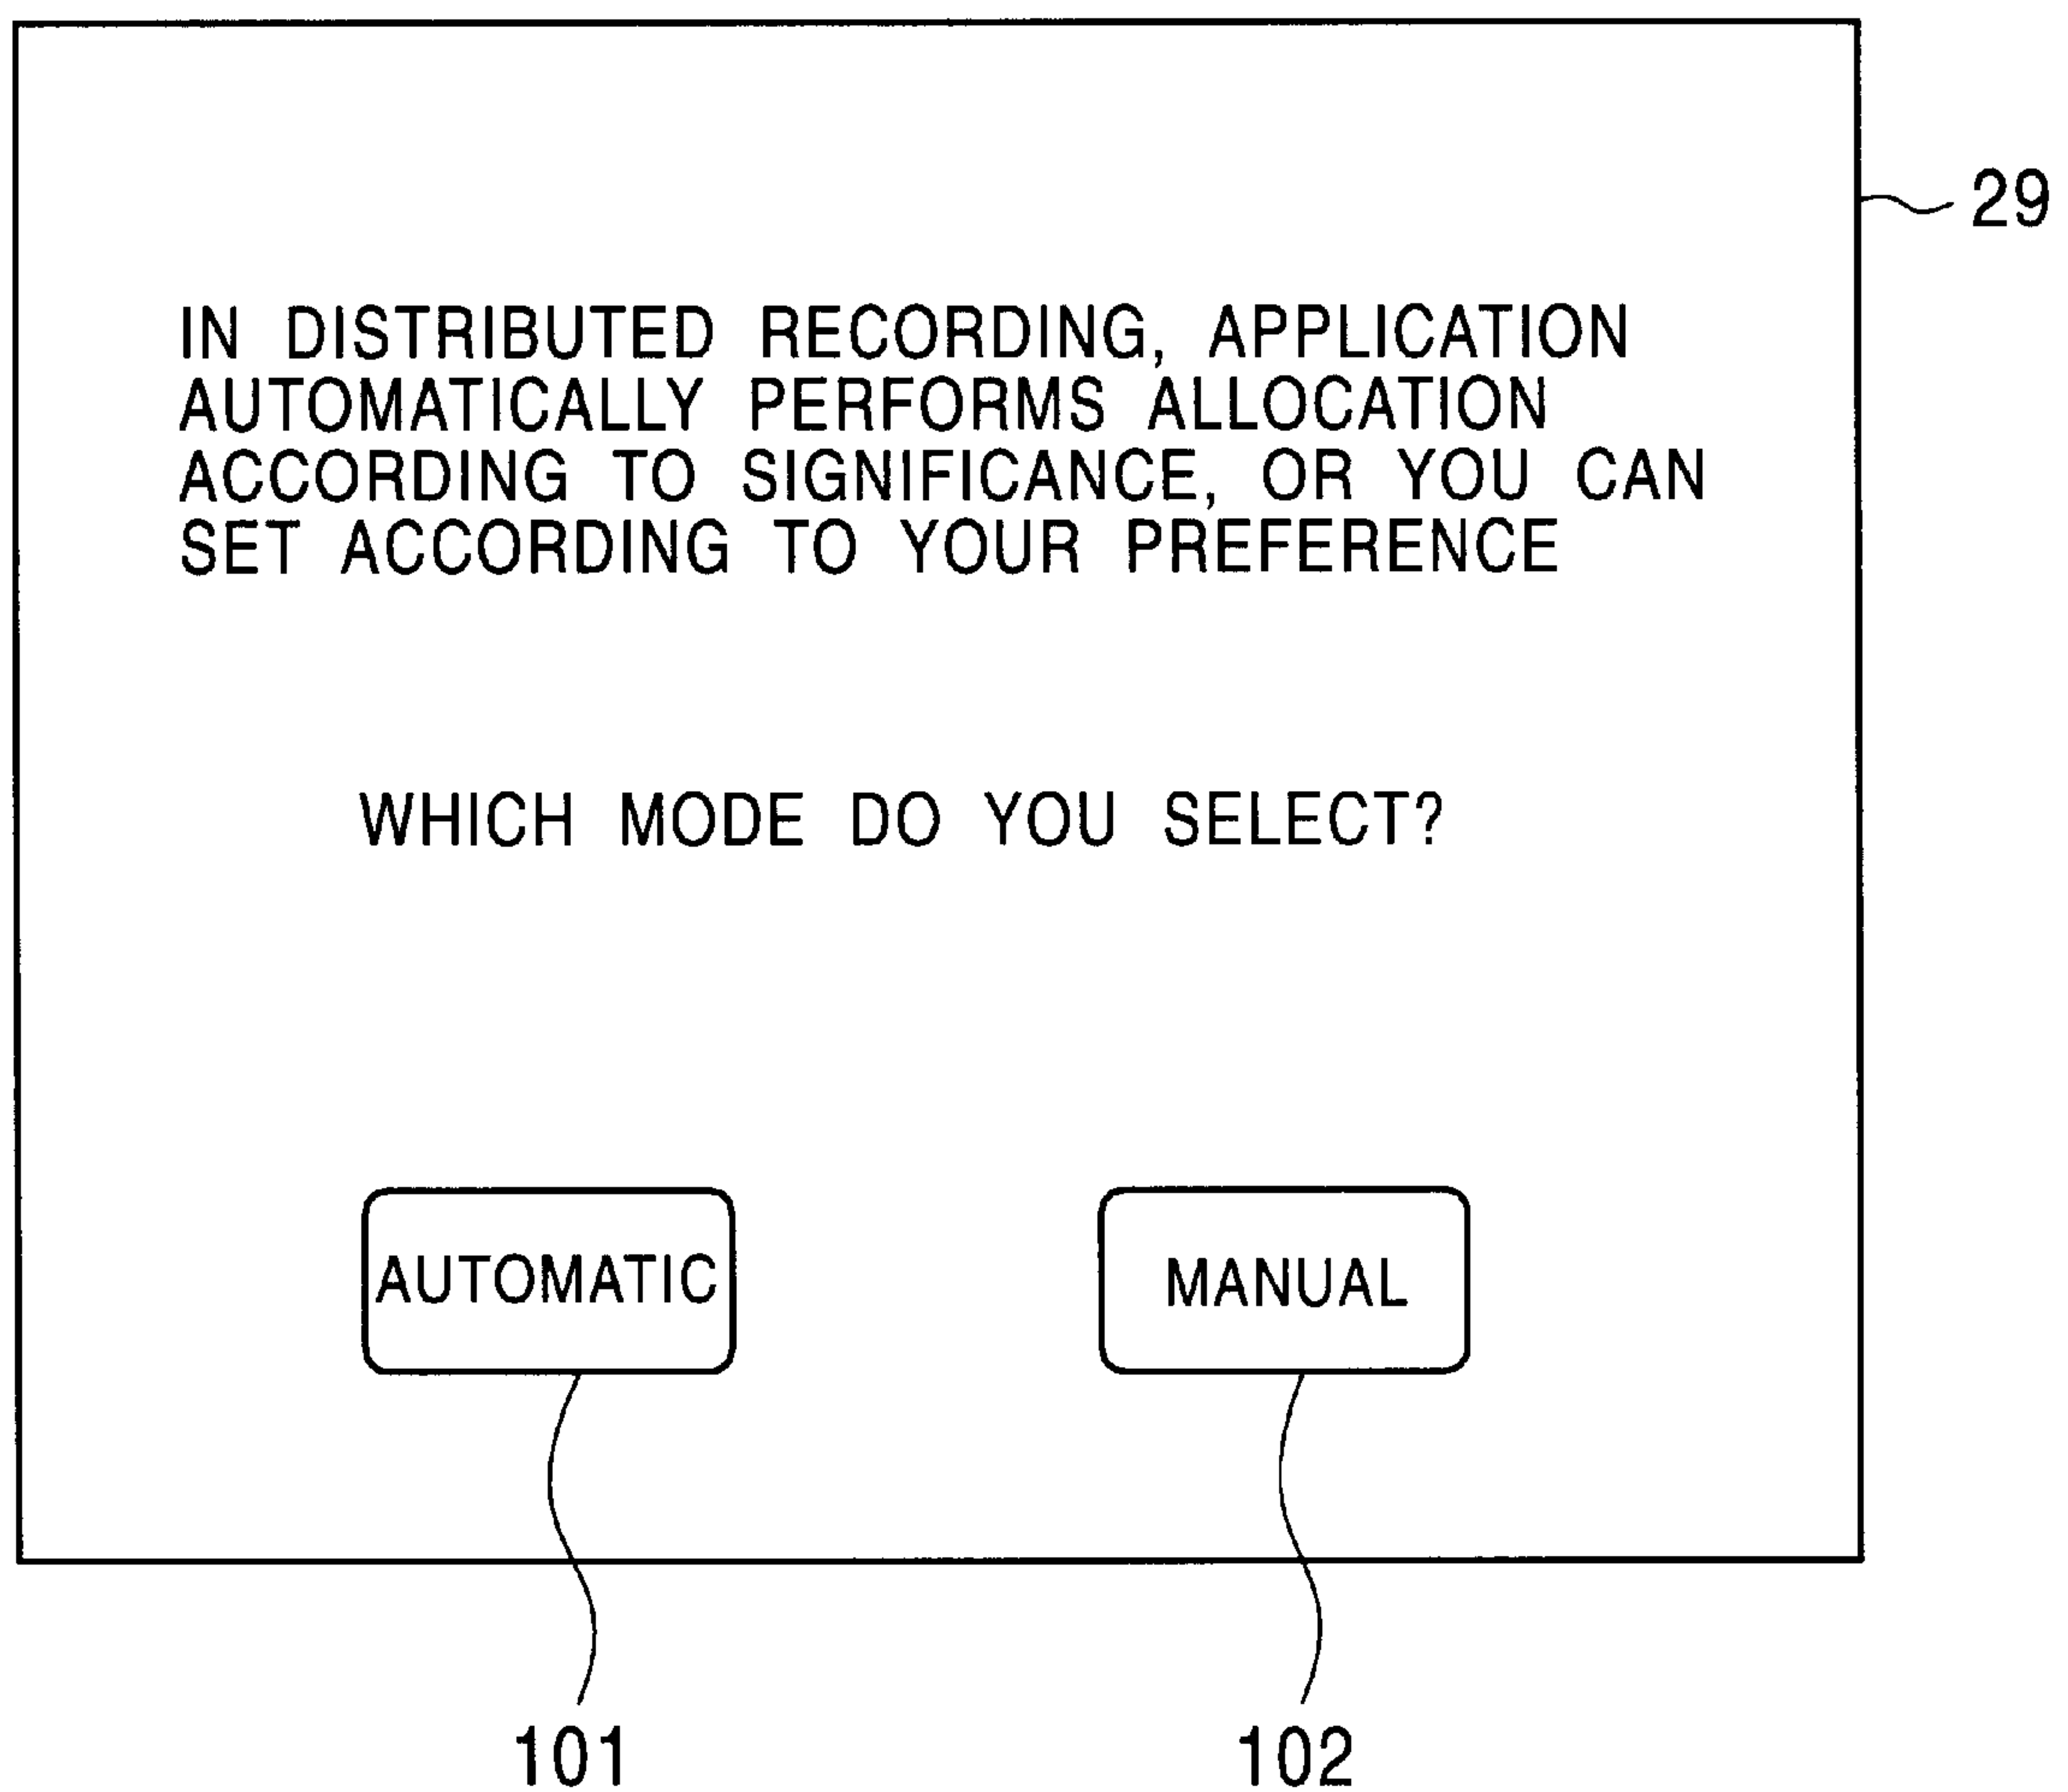 29
IN DISTRIBUTED RECORDING, APPLICATION
AUTOMATICALLY PERFORMS ALLOCATION
ACCORDING TO SIGNIFICANCE, OR YOU CAN
SET ACCORDING TO YOUR PREFERENCE
WHICH MODE DO YOU SELECT?
AUTOMATIC
MANUAL
101
102